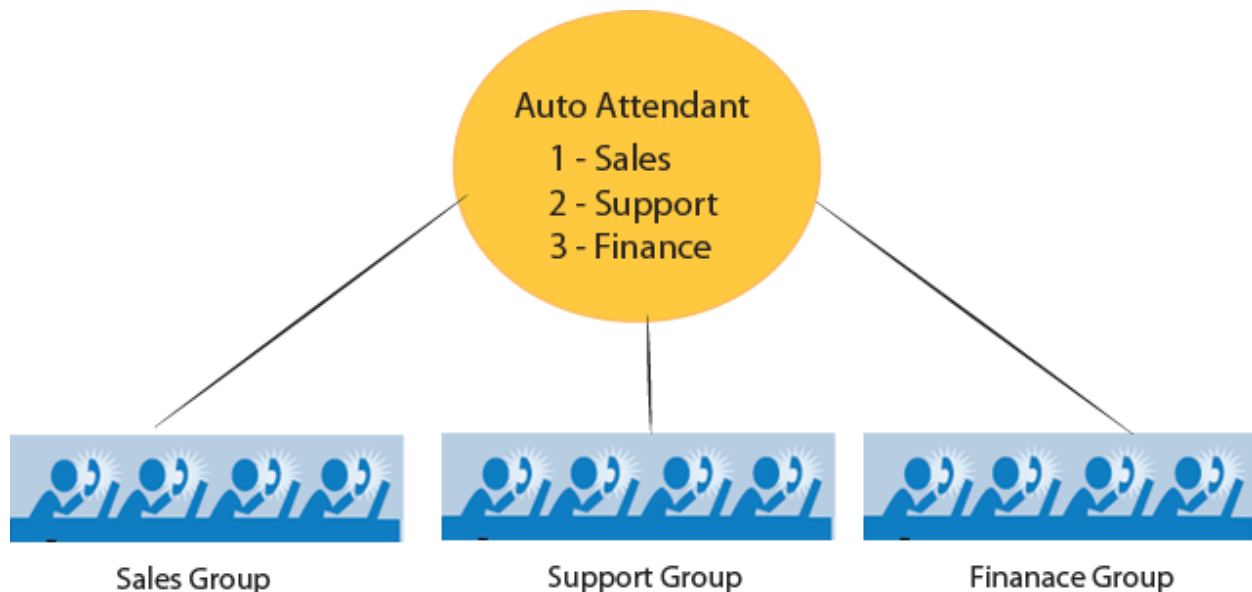 Auto Attendant
1 - Sales
2 - Support
3 - Finance
Sales Group
Support Group
Finanace Group